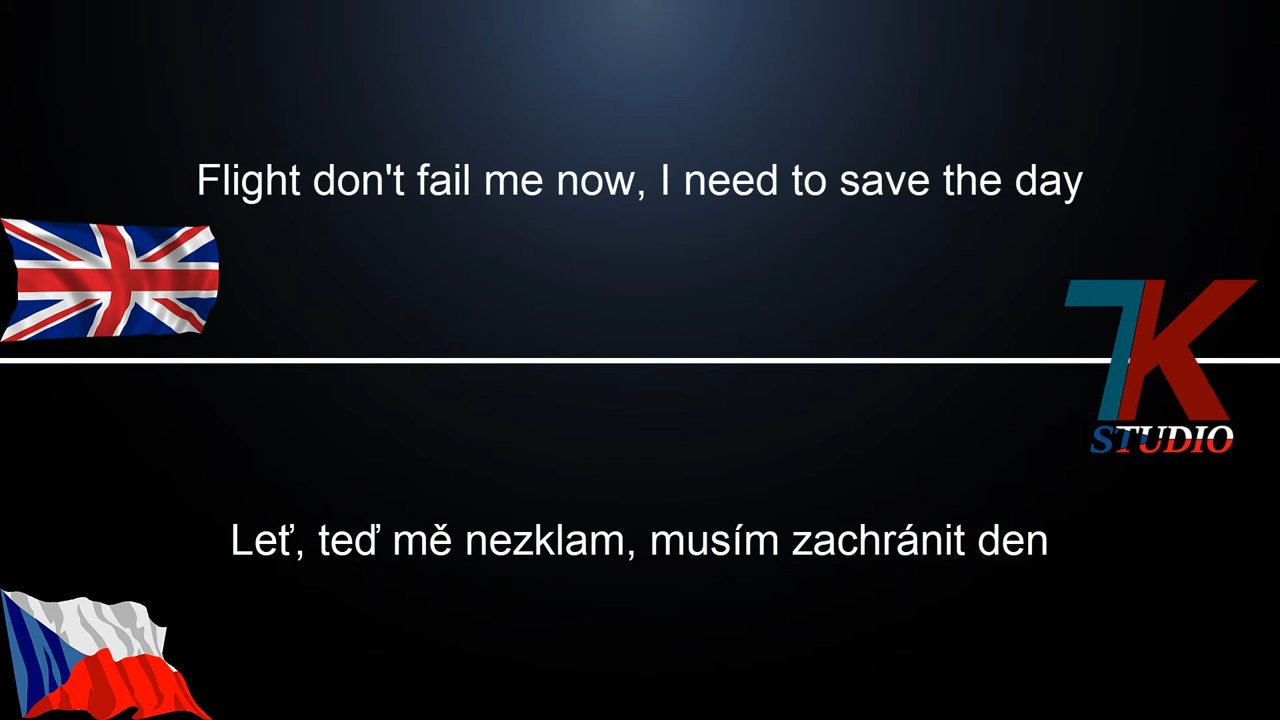 Flight don't fail me now, I need to save the day
7K
STUDIO
Leť, teď mě nezklam, musím zachránit den